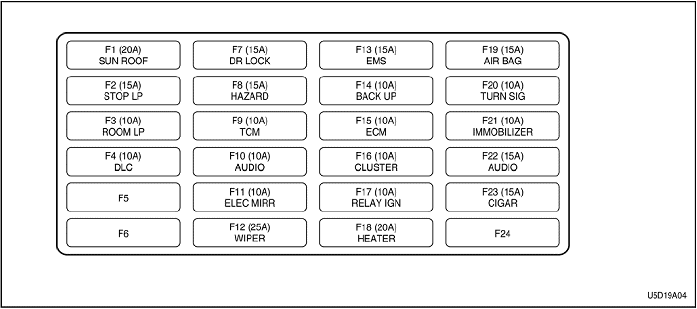 F1 (20A)
SUN ROOF
F7 (15A)
DR LOCK
F13 (15A)
EMS
F19 (15A)
AIR BAG
F2 (15A)
STOP LP
F8 (15A)
HAZARD
F14 (10A)
BACK UP
F20 (10A)
TURN SIG
F3 (10A)
ROOM LP
F9 (10A)
TCM
F15 (10A)
ECM
F21 (10A)
IMMOBILIZER
F4 (10A)
DLC
F10 (10A)
AUDIO
F16 (10A)
CLUSTER
F22 (15A)
AUDIO
F5
F11 (10A)
ELEC MIRR
F17 (10A)
RELAY IGN
F23 (15A)
CIGAR
F6
F12 (25A)
WIPER
F18 (20A)
HEATER
F24
U5D19A04